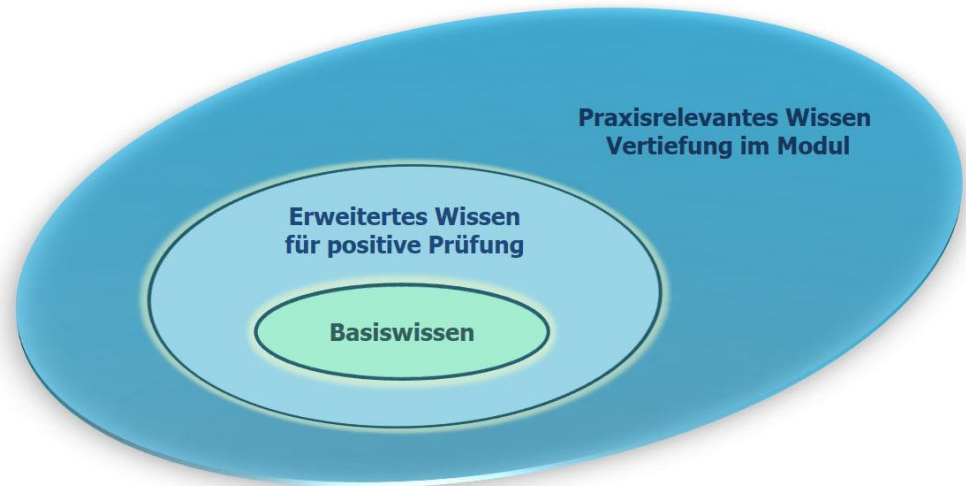 Praxisrelevantes Wissen
Vertiefung im Modul
Erweitertes Wissen
für positive Prüfung
Basiswissen